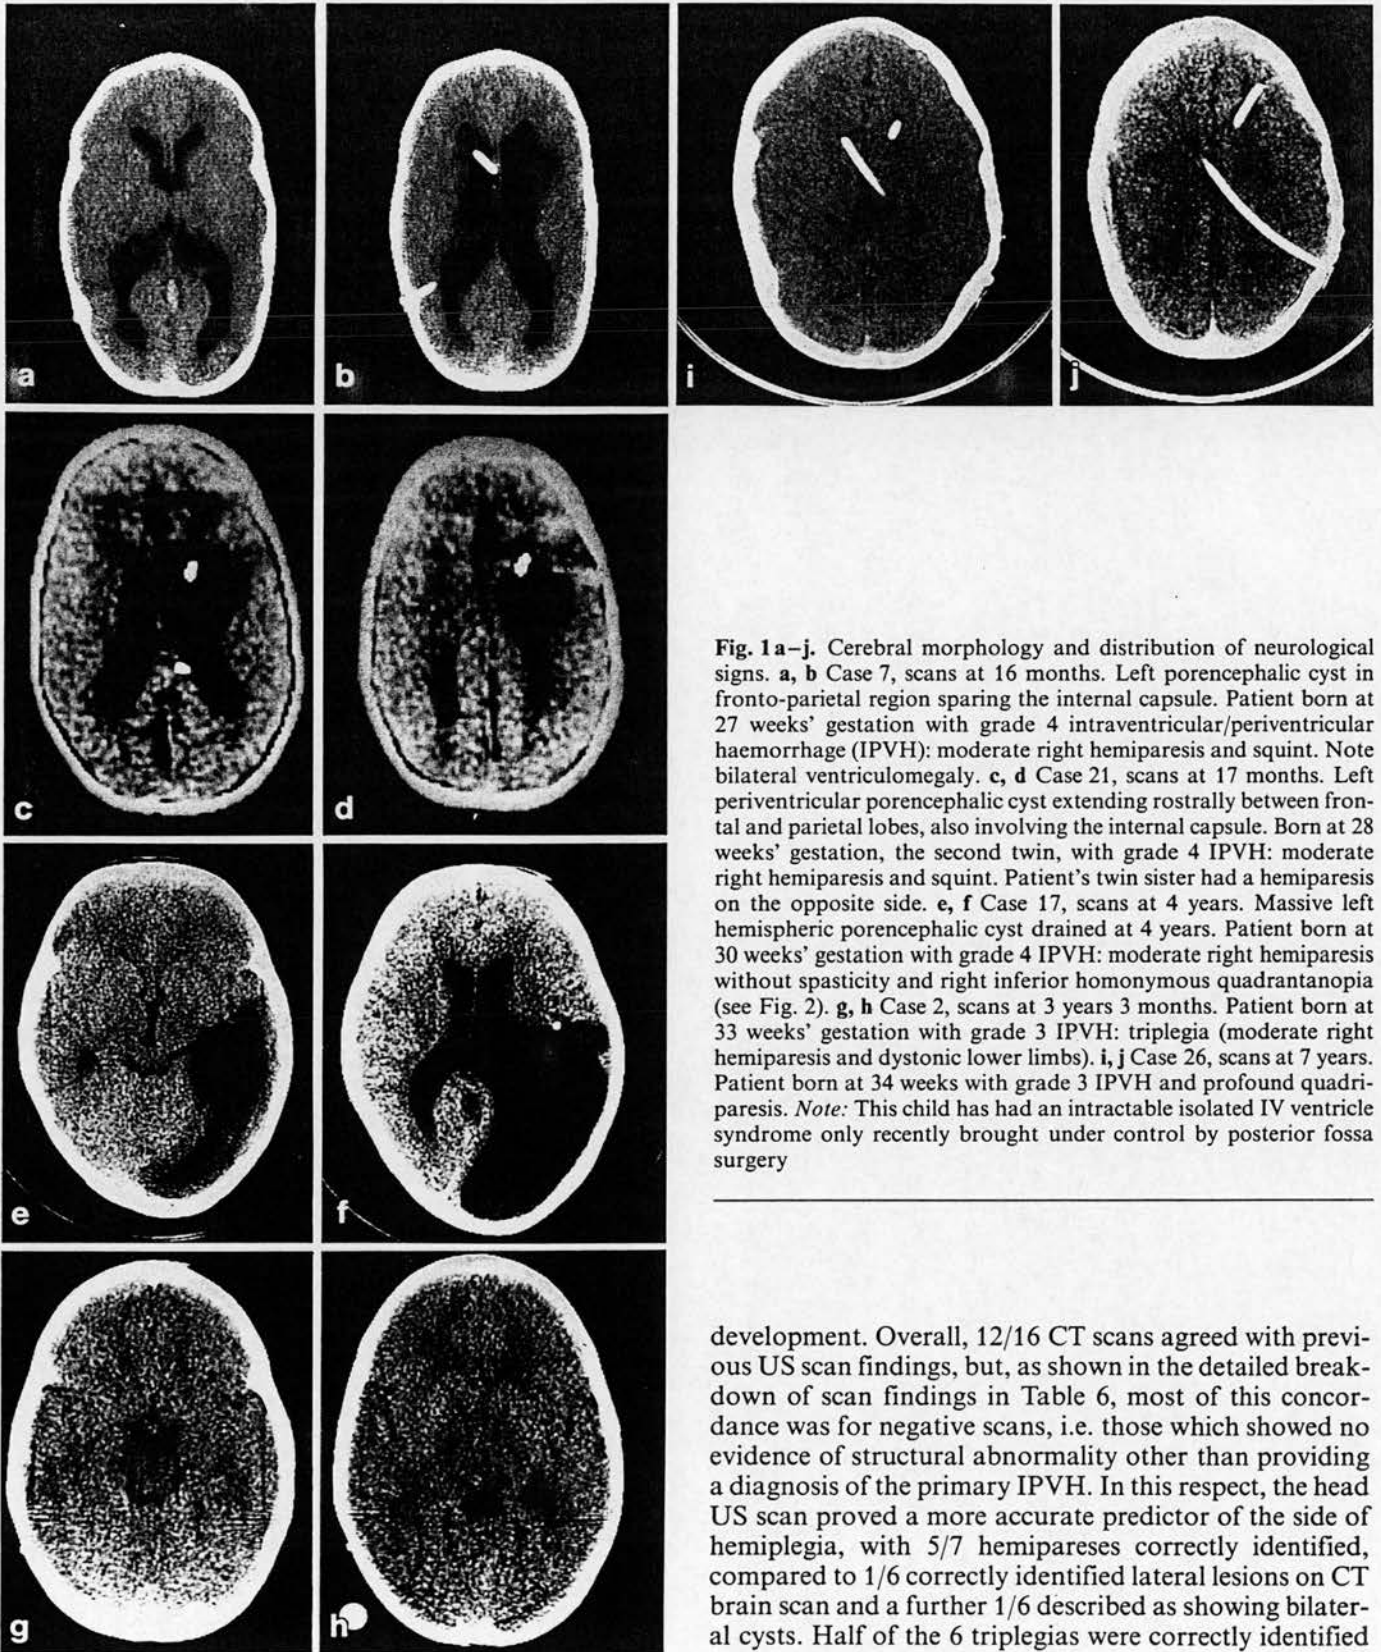 a
b
i
j
c
d
e
f
g
h
Fig. 1a–j. Cerebral morphology and distribution of neurological
signs. a, b Case 7, scans at 16 months. Left porencephalic cyst in
fronto-parietal region sparing the internal capsule. Patient born at
27 weeks' gestation with grade 4 intraventricular/periventricular
haemorrhage (IPVH): moderate right hemiparesis and squint. Note
bilateral ventriculomegaly. c, d Case 21, scans at 17 months. Left
periventricular porencephalic cyst extending rostrally between fron-
tal and parietal lobes, also involving the internal capsule. Born at 28
weeks' gestation, the second twin, with grade 4 IPVH: moderate
right hemiparesis and squint. Patient's twin sister had a hemiparesis
on the opposite side. e, f Case 17, scans at 4 years. Massive left
hemispheric porencephalic cyst drained at 4 years. Patient born at
30 weeks' gestation with grade 4 IPVH: moderate right hemiparesis
without spasticity and right inferior homonymous quadrantanopia
(see Fig. 2). g, h Case 2, scans at 3 years 3 months. Patient born at
33 weeks' gestation with grade 3 IPVH: triplegia (moderate right
hemiparesis and dystonic lower limbs). i, j Case 26, scans at 7 years.
Patient born at 34 weeks with grade 3 IPVH and profound quadri-
paresis. Note: This child has had an intractable isolated IV ventricle
syndrome only recently brought under control by posterior fossa
surgery
development. Overall, 12/16 CT scans agreed with previ-
ous US scan findings, but, as shown in the detailed break-
down of scan findings in Table 6, most of this concor-
dance was for negative scans, i.e. those which showed no
evidence of structural abnormality other than providing
a diagnosis of the primary IPVH. In this respect, the head
US scan proved a more accurate predictor of the side of
hemiplegia, with 5/7 hemipareses correctly identified,
compared to 1/6 correctly identified lateral lesions on CT
brain scan and a further 1/6 described as showing bilater-
al cysts. Half of the 6 triplegias were correctly identified